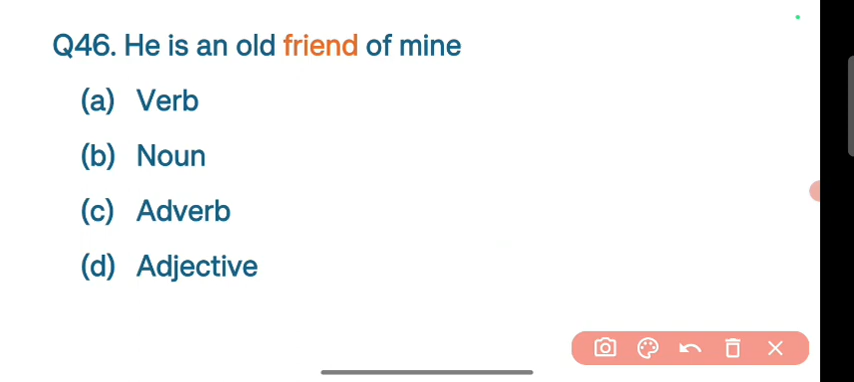 Q46. He is an old friend of mine
(a) Verb
(b) Noun
(c) Adverb
(d) Adjective